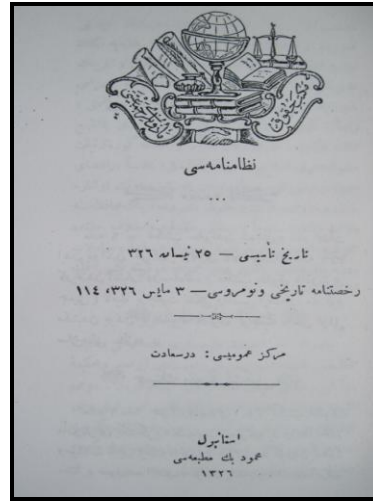 نظامنامه‌سی
تاریخ تأسیسی — ٢٥ نیسان ٣٢٦
رخصتنامه تاریخی ونومروسی — ٣ مایس ٣٢٦، ١١٤
مرکز عمومیسی : درسعادت
استانبول
محمود بك مطبعه‌سی
١٣٢٦